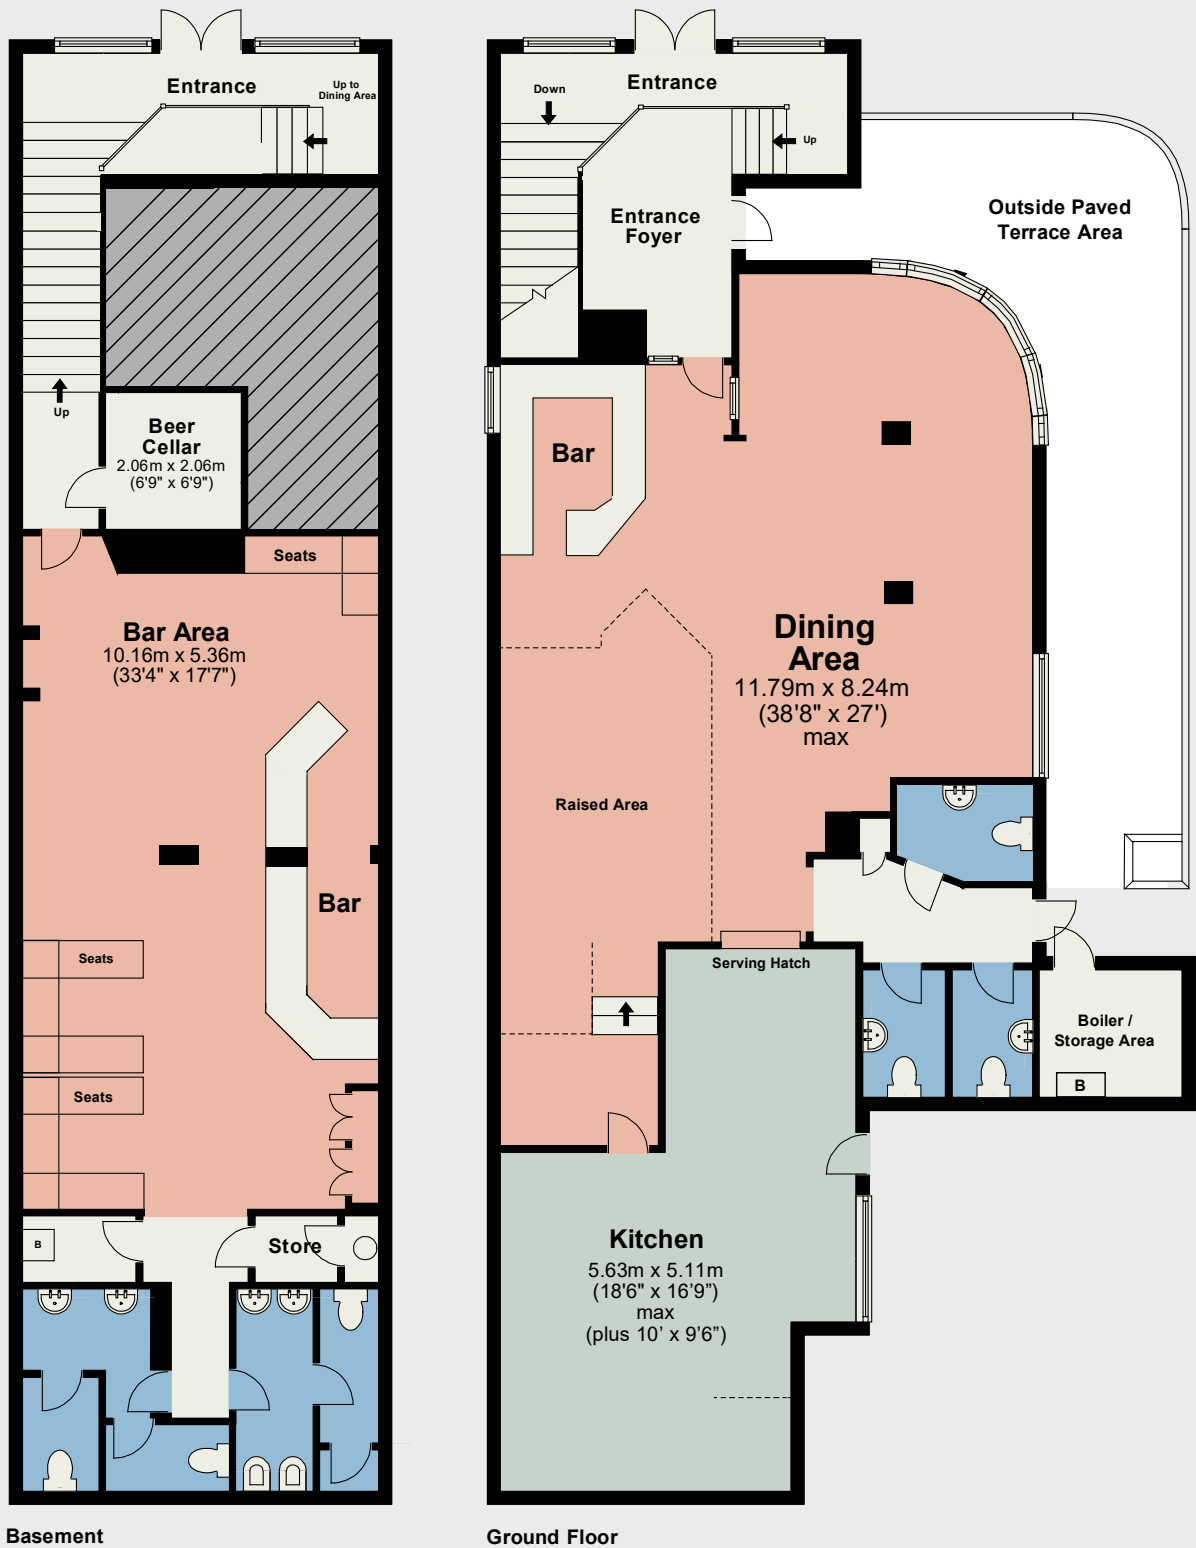 Entrance
Up to
Dining Area
Up
Beer
Cellar
2.06m x 2.06m
(6'9" x 6'9")
Seats
Bar Area
10.16m x 5.36m
(33'4" x 17'7")
Bar
Seats
Seats
B
Store
Basement
Entrance
Down
Up
Entrance
Foyer
Outside Paved
Terrace Area
Bar
Dining
Area
11.79m x 8.24m
(38'8" x 27')
max
Raised Area
Serving Hatch
Boiler /
Storage Area
B
Kitchen
5.63m x 5.11m
(18'6" x 16'9”)
max
(plus 10’ x 9’6”)
Ground Floor